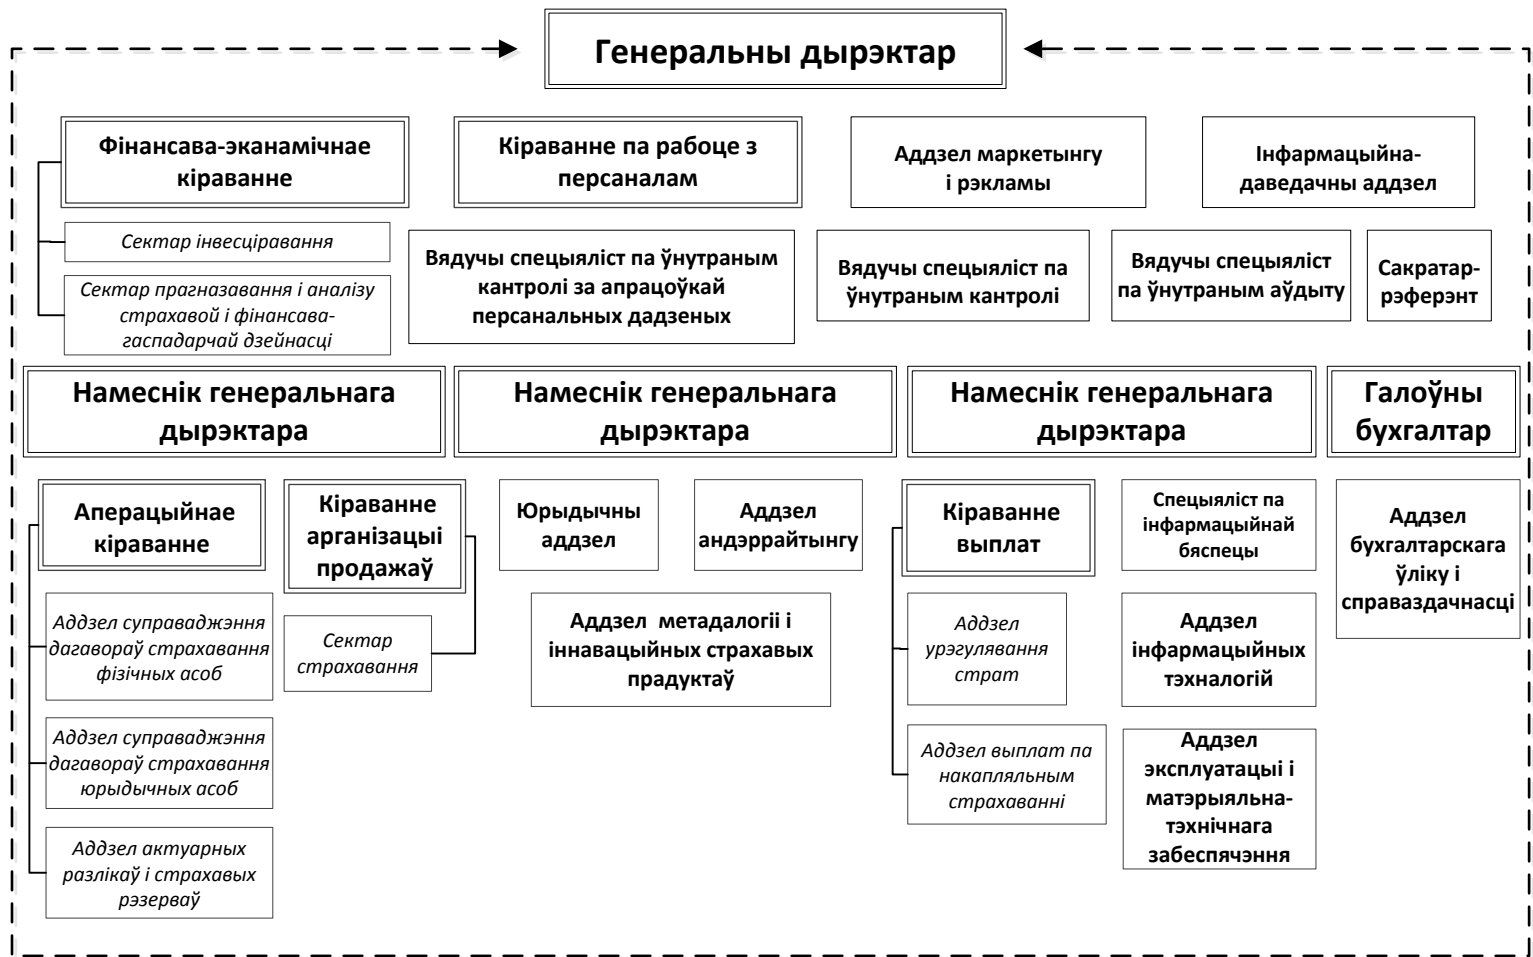 Генеральны дырэктар
Фінансава-эканамічнае
кіраванне
Кіраванне па рабоце з
персаналам
Аддзел маркетынгу
і рэкламы
Інфармацыйна-
даведачны аддзел
Сектар інвесціравання
Сектар прагназавання і аналізу
страхавой і фінансава-
гаспадарчай дзейнасці
Вядучы спецыяліст па ўнутраным
кантролі за апрацоўкай
персанальных дадзеных
Вядучы спецыяліст па
ўнутраным кантролі
Вядучы спецыяліст
па ўнутраным аўдыту
Сакратар-
рэферэнт
Намеснік генеральнага
дырэктара
Намеснік генеральнага
дырэктара
Намеснік генеральнага
дырэктара
Галоўны
бухгалтар
Аперацыйнае
кіраванне
Кіраванне
арганізацыі
продажаў
Юрыдычны
аддзел
Аддзел
андэррайтынгу
Кіраванне
выплат
Спецыяліст па
інфармацыйнай
бяспецы
Аддзел
бухгалтарскага
ўліку і
справаздачнасці
Аддзел суправаджэння
дагавораў страхавання
фізічных асоб
Сектар
страхавання
Аддзел метадалогіі і
іннавацыйных страхавых
прадуктаў
Аддзел
урэгулявання
страт
Аддзел
інфармацыйных
тэхналогій
Аддзел суправаджэння
дагавораў страхавання
юрыдычных асоб
Аддзел выплат па
накапляльным
страхаванні
Аддзел
эксплуатацыі і
матэрыяльна-
тэхнічнага
забеспячэння
Аддзел актуарных
разлікаў і страхавых
рэзерваў